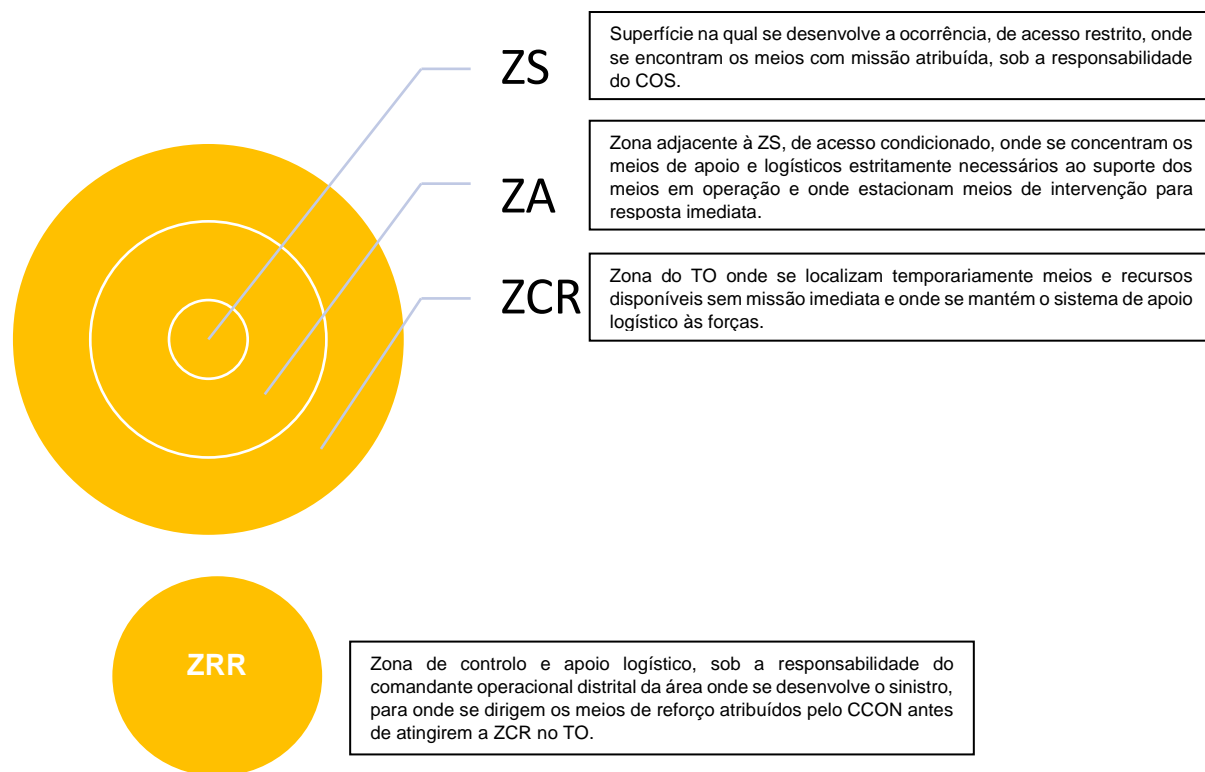 ZS
Superfície na qual se desenvolve a ocorrência, de acesso restrito, onde
se encontram os meios com missão atribuída, sob a responsabilidade
do COS.
ZA
Zona adjacente à ZS, de acesso condicionado, onde se concentram os
meios de apoio e logísticos estritamente necessários ao suporte dos
meios em operação e onde estacionam meios de intervenção para
resposta imediata.
ZCR
Zona do TO onde se localizam temporariamente meios e recursos
disponíveis sem missão imediata e onde se mantém o sistema de apoio
logístico às forças.
ZRR
Zona de controlo e apoio logístico, sob a responsabilidade do
comandante operacional distrital da área onde se desenvolve o sinistro,
para onde se dirigem os meios de reforço atribuídos pelo CCON antes
de atingirem a ZCR no TO.